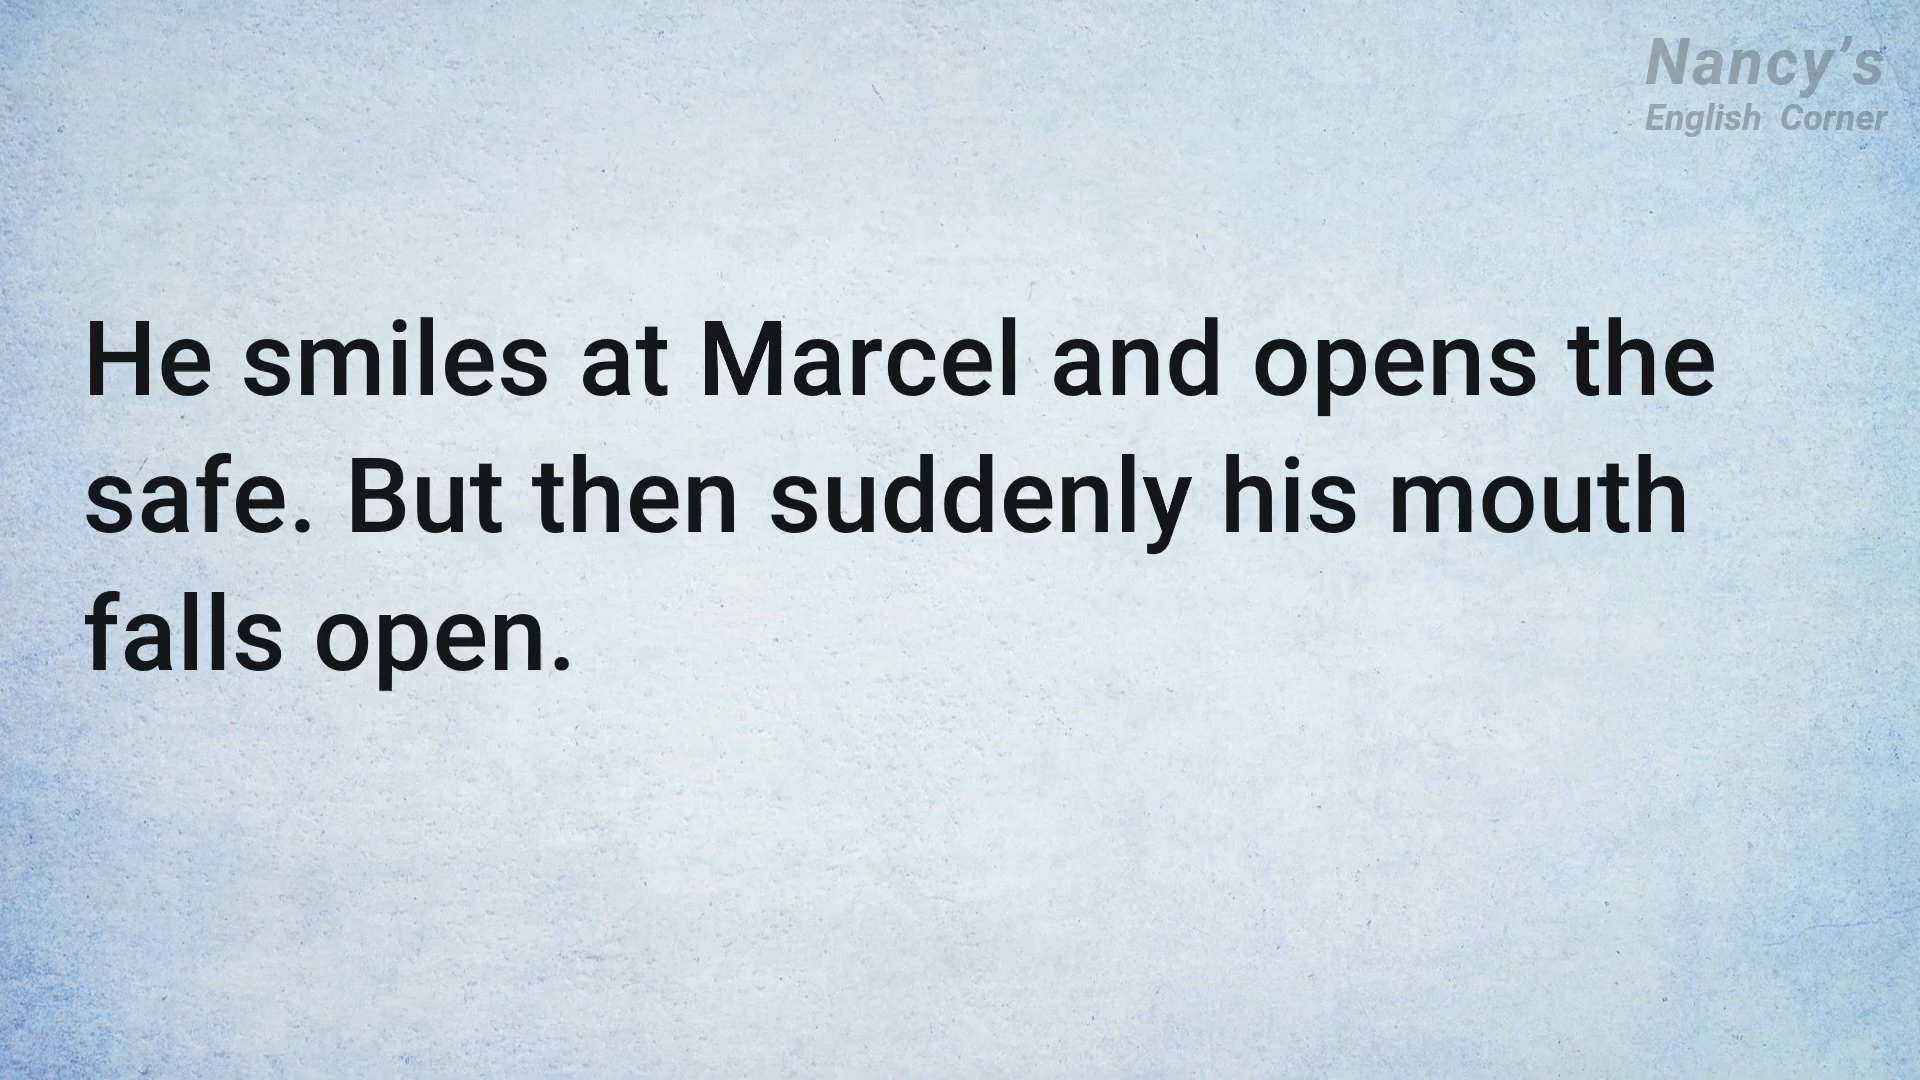 Nancy’s
English Corner
He smiles at Marcel and opens the
safe. But then suddenly his mouth
falls open.